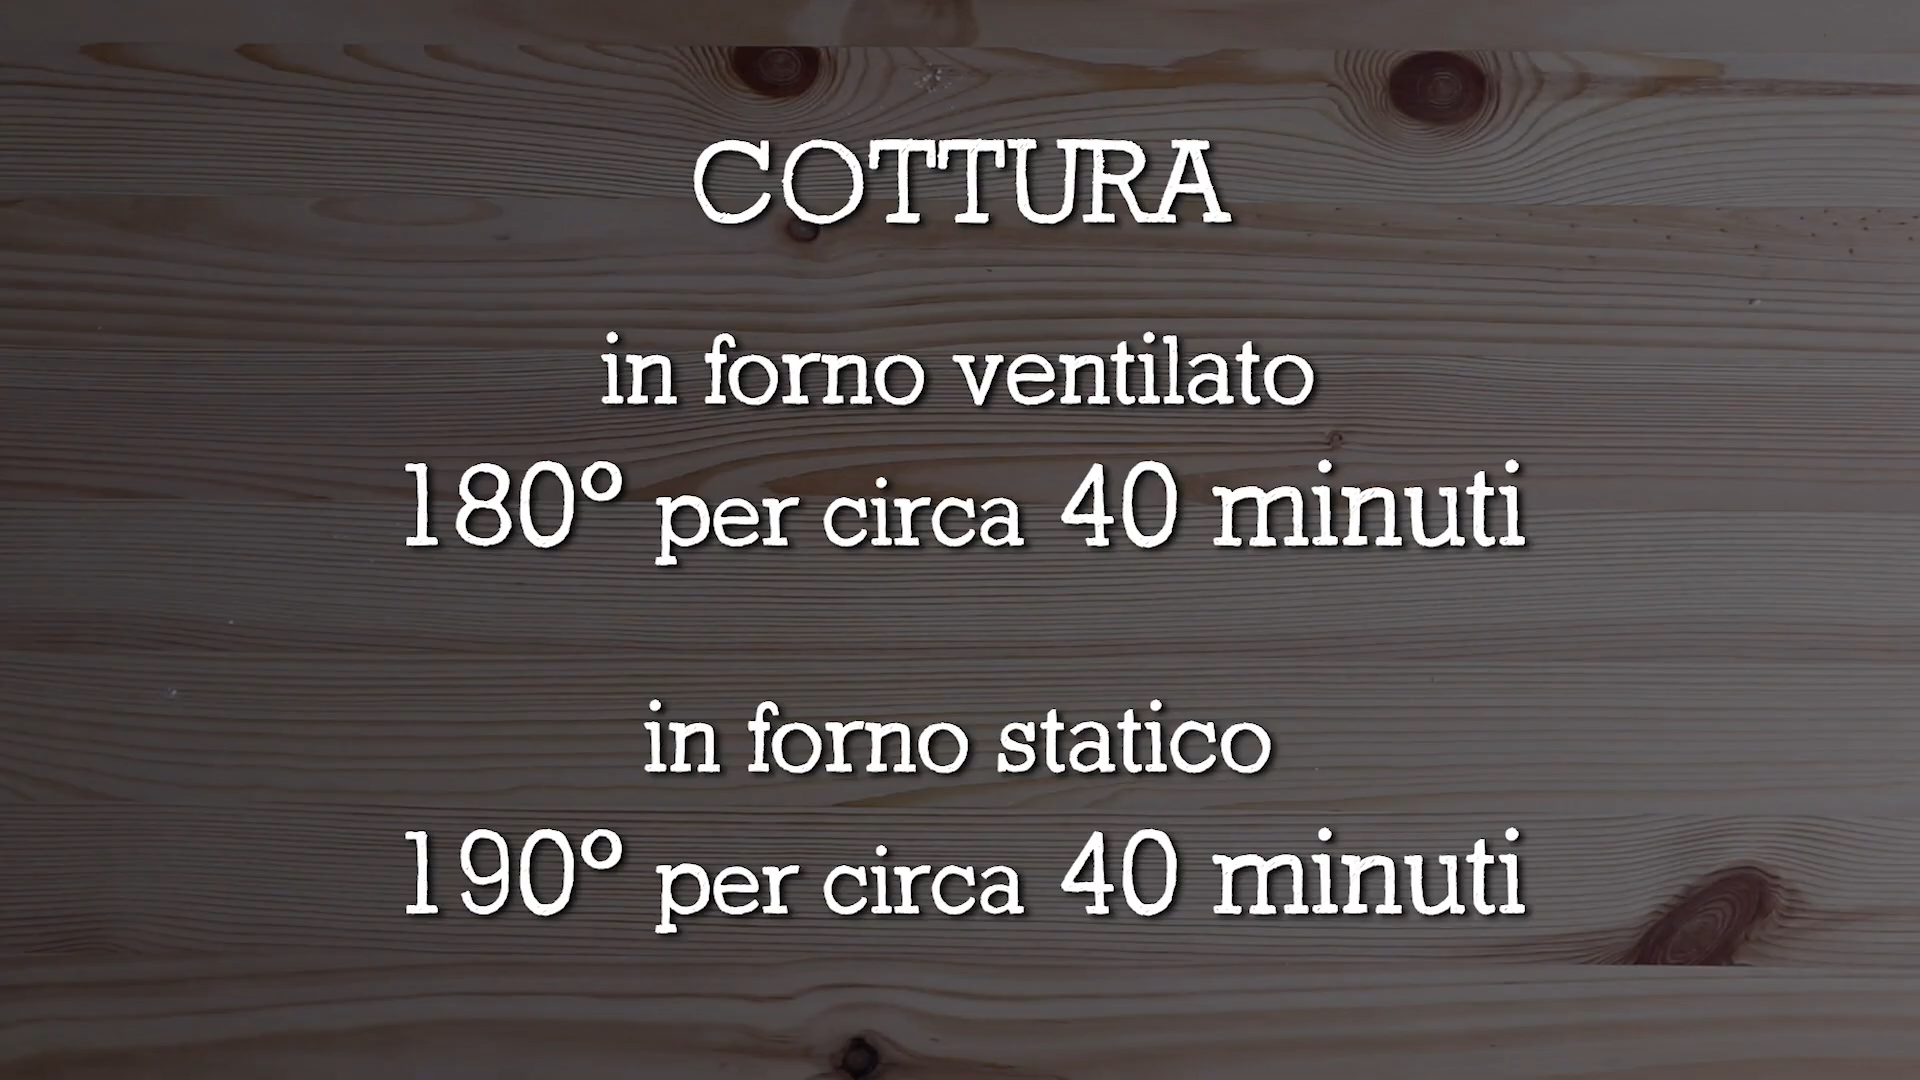 COTTURA
in forno ventilato
180° per circa 40 minuti
in forno statico
190° per circa 40 minuti